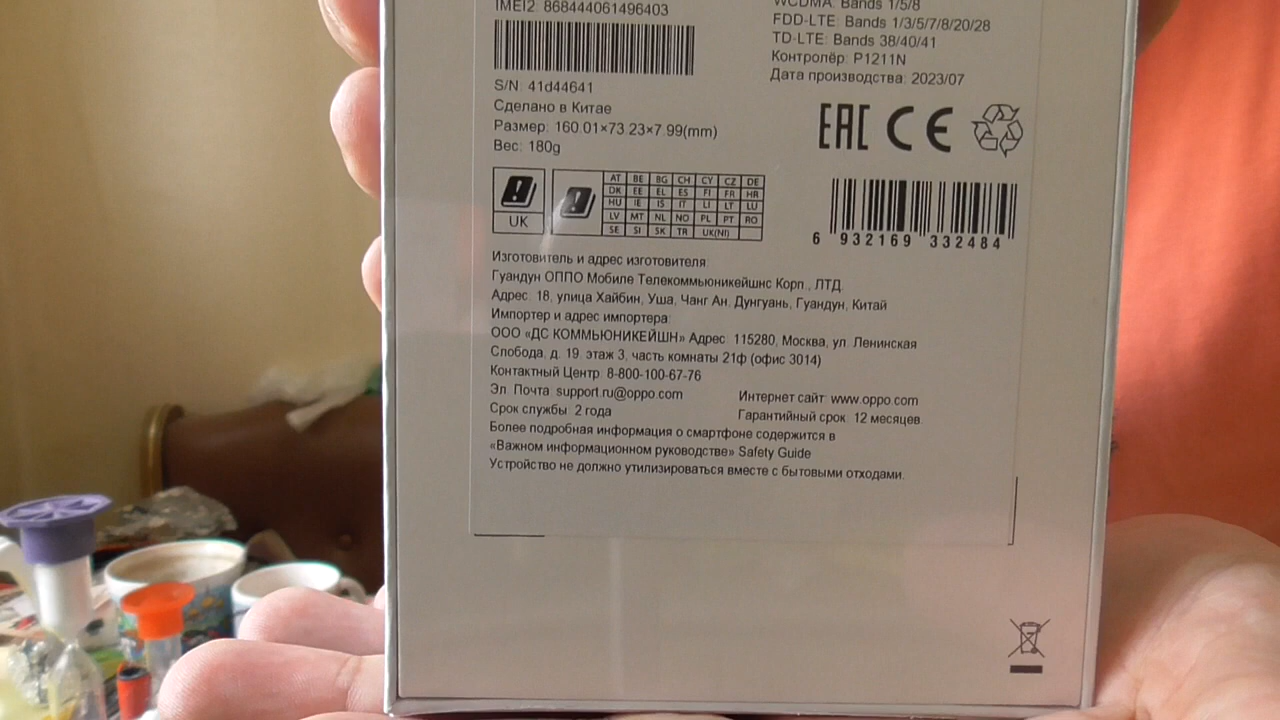 IMEI2: 868444061496403
WCDMA: Bands 1/5/8
FDD-LTE: Bands 1/3/5/7/8/20/28
TD-LTE: Bands 38/40/41
Контролёр: P1211N
Дата производства: 2023/07
S/N: 41d44641
Сделано в Китае
Размер: 160.01×73.23×7.99(mm)
Вес: 180g
EAC CE
UK
AT BE BG CH CY CZ DE
DK EE EL ES FI FR HR
HU IE IS IT LI LT LU
LV MT NL NO PL PT RO
SE SI SK TR UK(NI)
6 932169 332484
Изготовитель и адрес изготовителя:
Гуандун ОППО Мобиле Телекоммьюникейшнс Корп., ЛТД.
Адрес: 18, улица Хайбин, Уша, Чанг Ан. Дунгуань, Гуандун, Китай
Импортер и адрес импортера:
ООО «ДС КОММЬЮНИКЕЙШН» Адрес: 115280, Москва, ул. Ленинская
Слобода, д. 19, этаж 3, часть комнаты 21ф (офис 3014)
Контактный Центр: 8-800-100-67-76
Эл. Почта: support.ru@oppo.com
Интернет сайт: www.oppo.com
Срок службы: 2 года
Гарантийный срок: 12 месяцев.
Более подробная информация о смартфоне содержится в
«Важном информационном руководстве» Safety Guide
Устройство не должно утилизироваться вместе с бытовыми отходами.